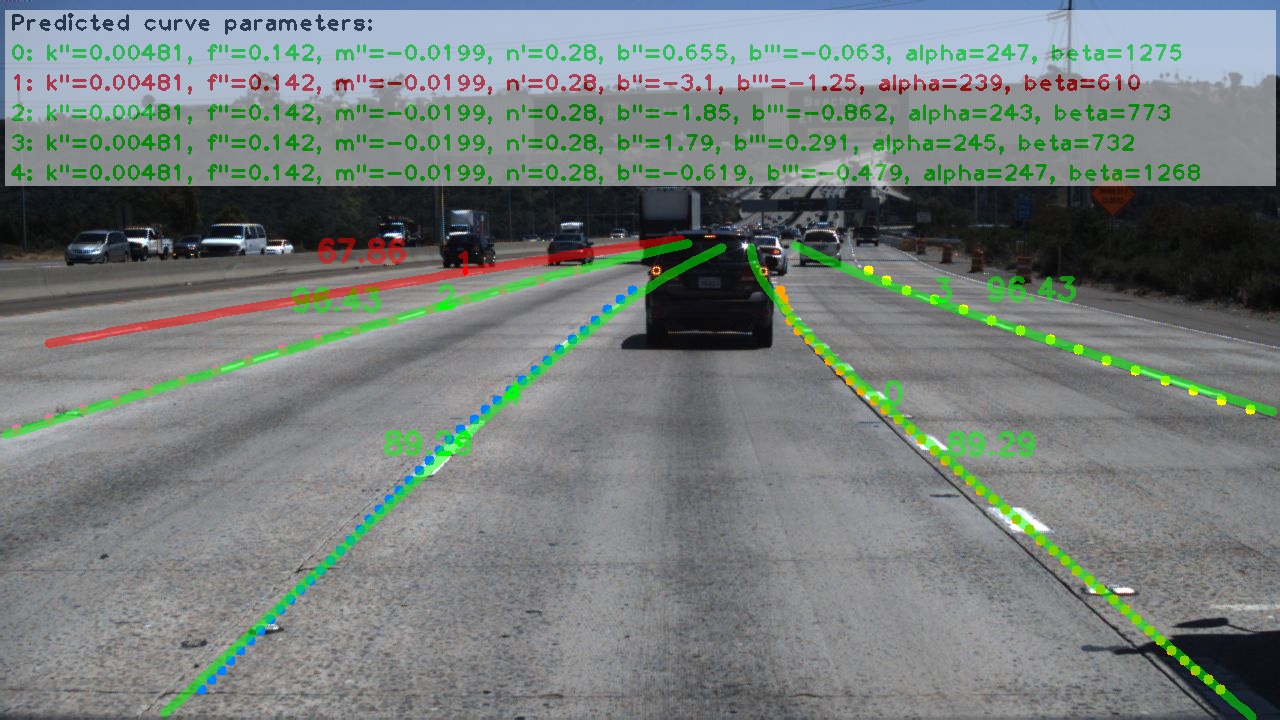 Predicted curve parameters:
0: k''=0.00481, f''=0.142, m''=-0.0199, n'=0.28, b''=0.655, b'''=-0.063, alpha=247, beta=1275
1: k''=0.00481, f''=0.142, m''=-0.0199, n'=0.28, b''=-3.1, b'''=-1.25, alpha=239, beta=610
2: k''=0.00481, f''=0.142, m''=-0.0199, n'=0.28, b''=-1.85, b'''=-0.862, alpha=243, beta=773
3: k''=0.00481, f''=0.142, m''=-0.0199, n'=0.28, b''=1.79, b'''=0.291, alpha=245, beta=732
4: k''=0.00481, f''=0.142, m''=-0.0199, n'=0.28, b''=-0.619, b'''=-0.479, alpha=247, beta=1268
67.86 1
96.43 2 3 96.43
0
89.29 89.29